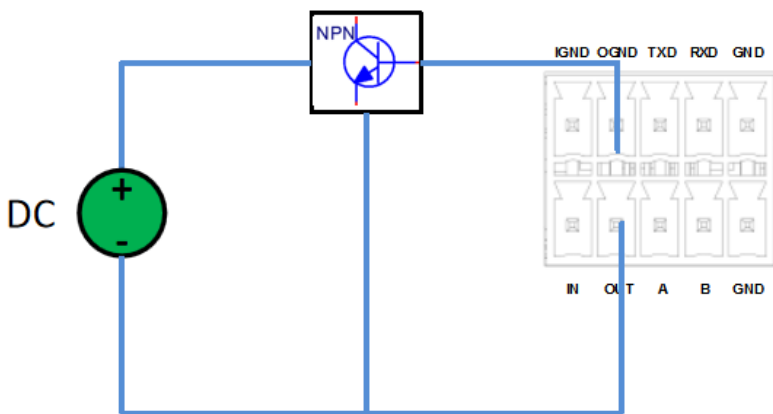 NPN
IGND OGND TXD RXD GND
+
DC
-
IN OUT A B GND